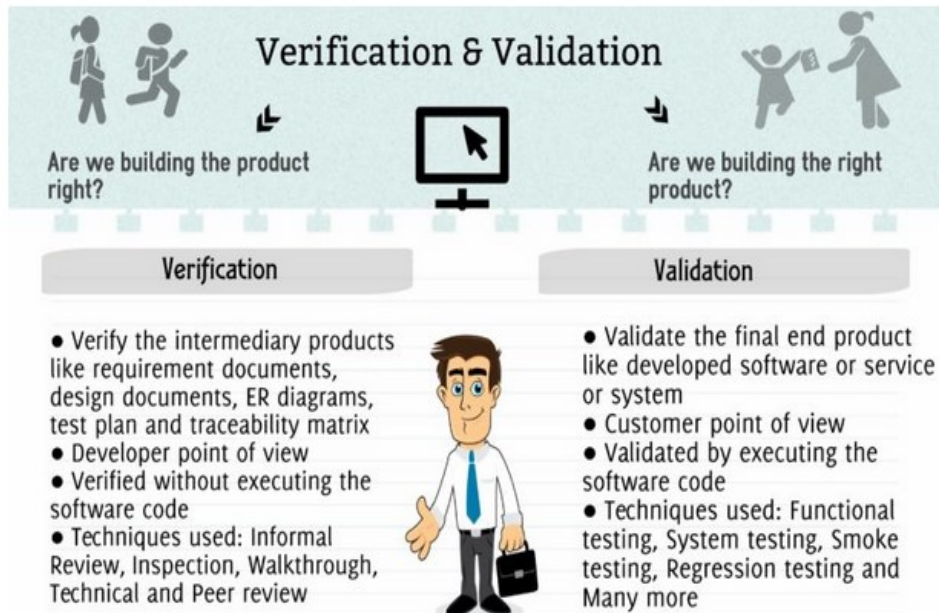 Verification & Validation
Are we building the product
right?
Are we building the right
product?
Verification
● Verify the intermediary products
like requirement documents,
design documents, ER diagrams,
test plan and traceability matrix
● Developer point of view
● Verified without executing the
software code
● Techniques used: Informal
Review, Inspection, Walkthrough,
Technical and Peer review
Validation
● Validate the final end product
like developed software or service
or system
● Customer point of view
● Validated by executing the
software code
● Techniques used: Functional
testing, System testing, Smoke
testing, Regression testing and
Many more